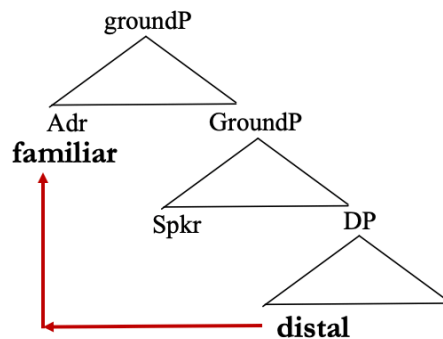 groundP
Adr
GroundP
familiar
Spkr
DP
distal